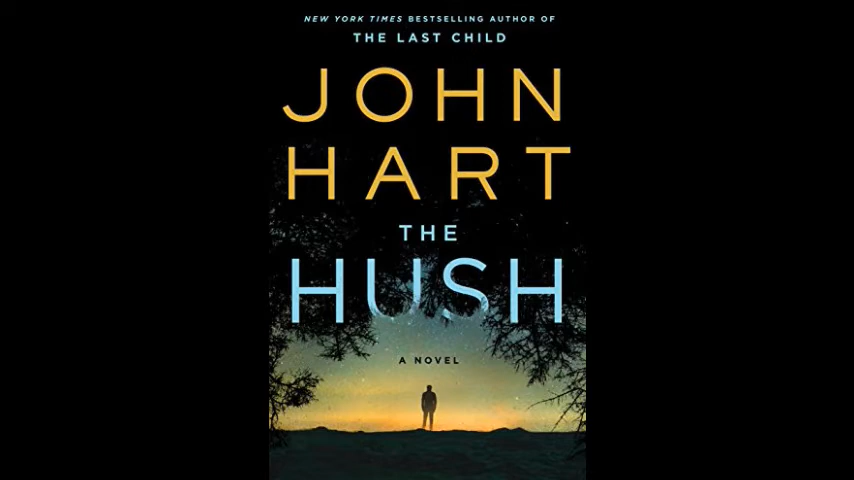 NEW YORK TIMES BESTSELLING AUTHOR OF
THE LAST CHILD
JOHN
HART
THE
HUSH
A NOVEL